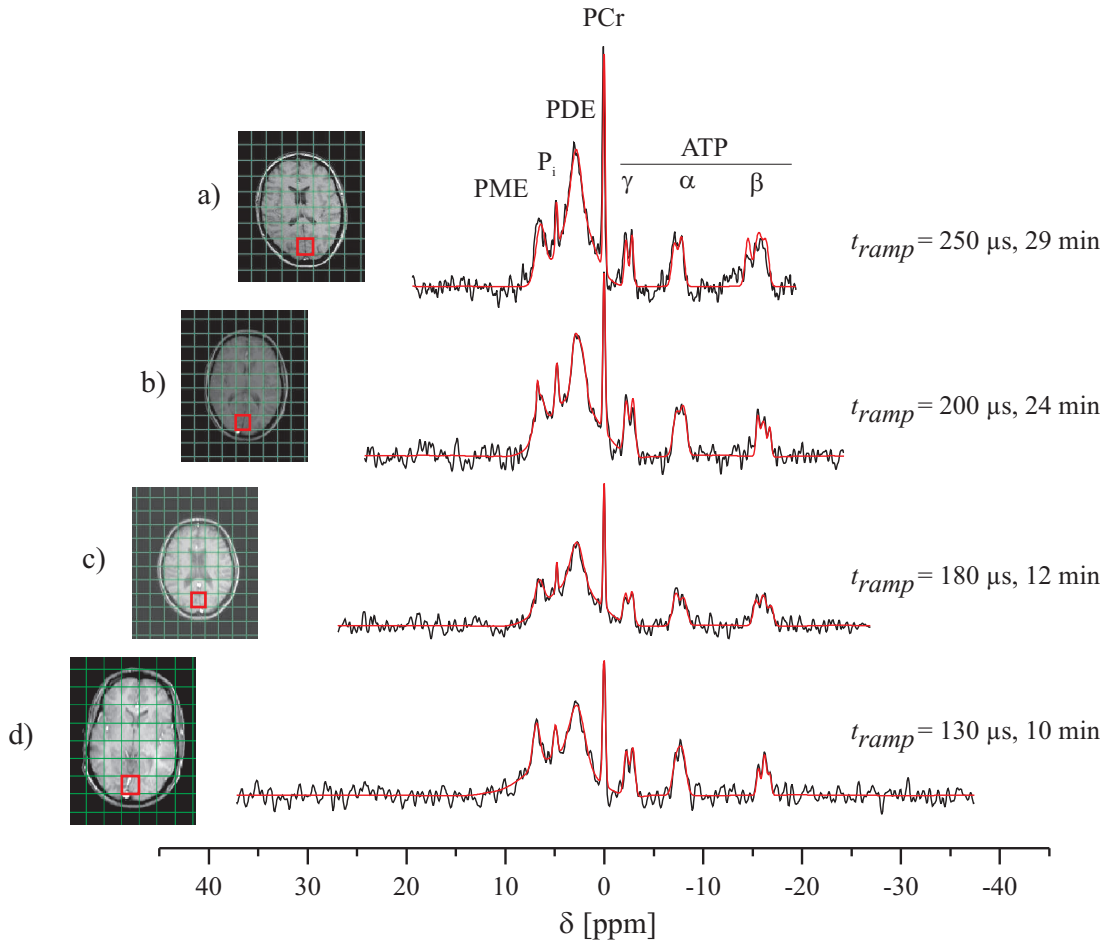 PCr
PDE
P_i
PME
ATP
γ α β
a)
t_ramp = 250 µs, 29 min
b)
t_ramp = 200 µs, 24 min
c)
t_ramp = 180 µs, 12 min
d)
t_ramp = 130 µs, 10 min
40 30 20 10 0 -10 -20 -30 -40
δ [ppm]